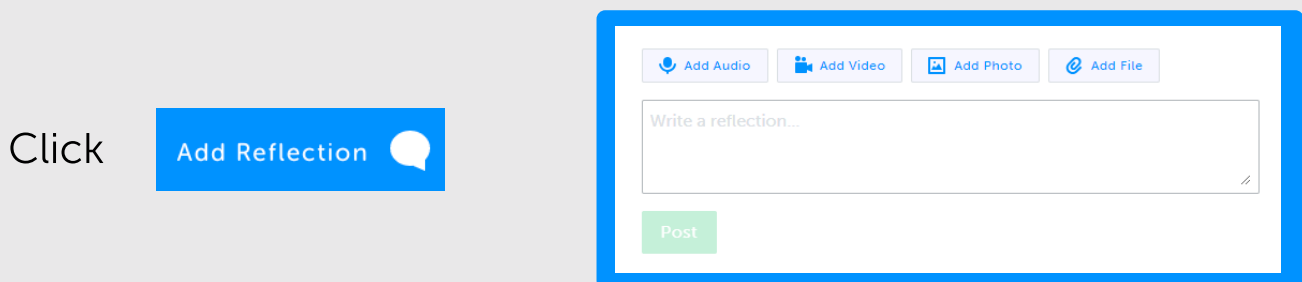 Click
Add Reflection
Add Audio
Add Video
Add Photo
Add File
Write a reflection...
Post